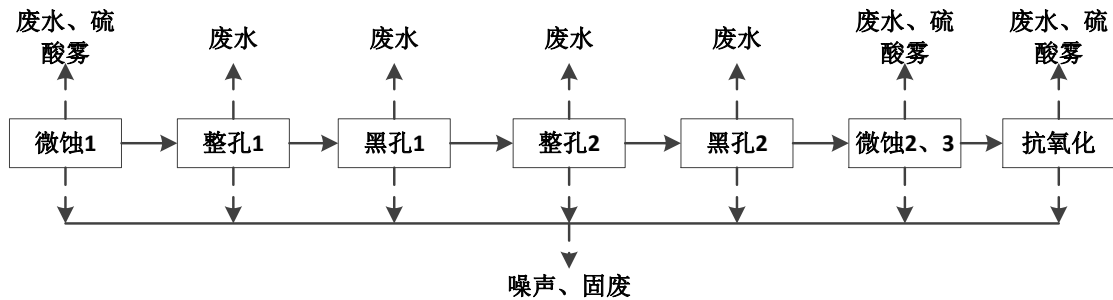 废水、硫
酸雾
废水
废水
废水
废水
废水、硫
酸雾
废水、硫
酸雾
微蚀1
整孔1
黑孔1
整孔2
黑孔2
微蚀2、3
抗氧化
噪声、固废